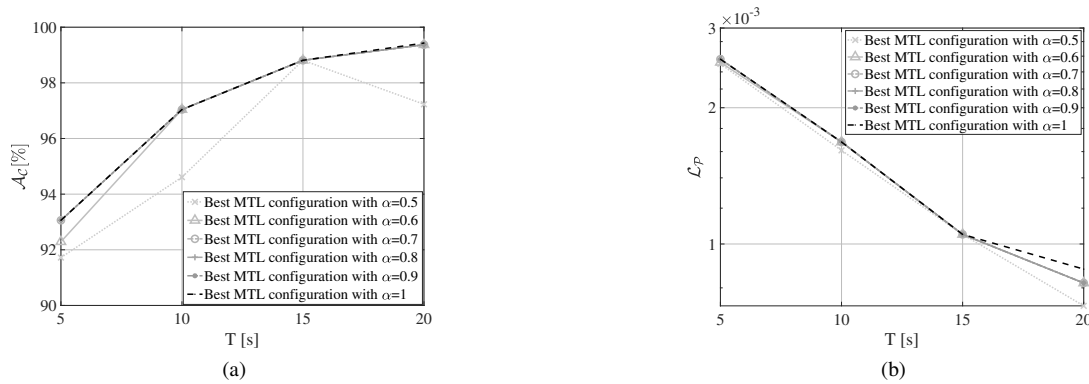 100
98
96
94
92
90
𝒜_𝒞 [%]
Best MTL configuration with α=0.5
Best MTL configuration with α=0.6
Best MTL configuration with α=0.7
Best MTL configuration with α=0.8
Best MTL configuration with α=0.9
Best MTL configuration with α=1
5 10 15 20
T [s]
(a)
3 ×10⁻³
2
1
ℒ_𝒫
Best MTL configuration with α=0.5
Best MTL configuration with α=0.6
Best MTL configuration with α=0.7
Best MTL configuration with α=0.8
Best MTL configuration with α=0.9
Best MTL configuration with α=1
5 10 15 20
T [s]
(b)